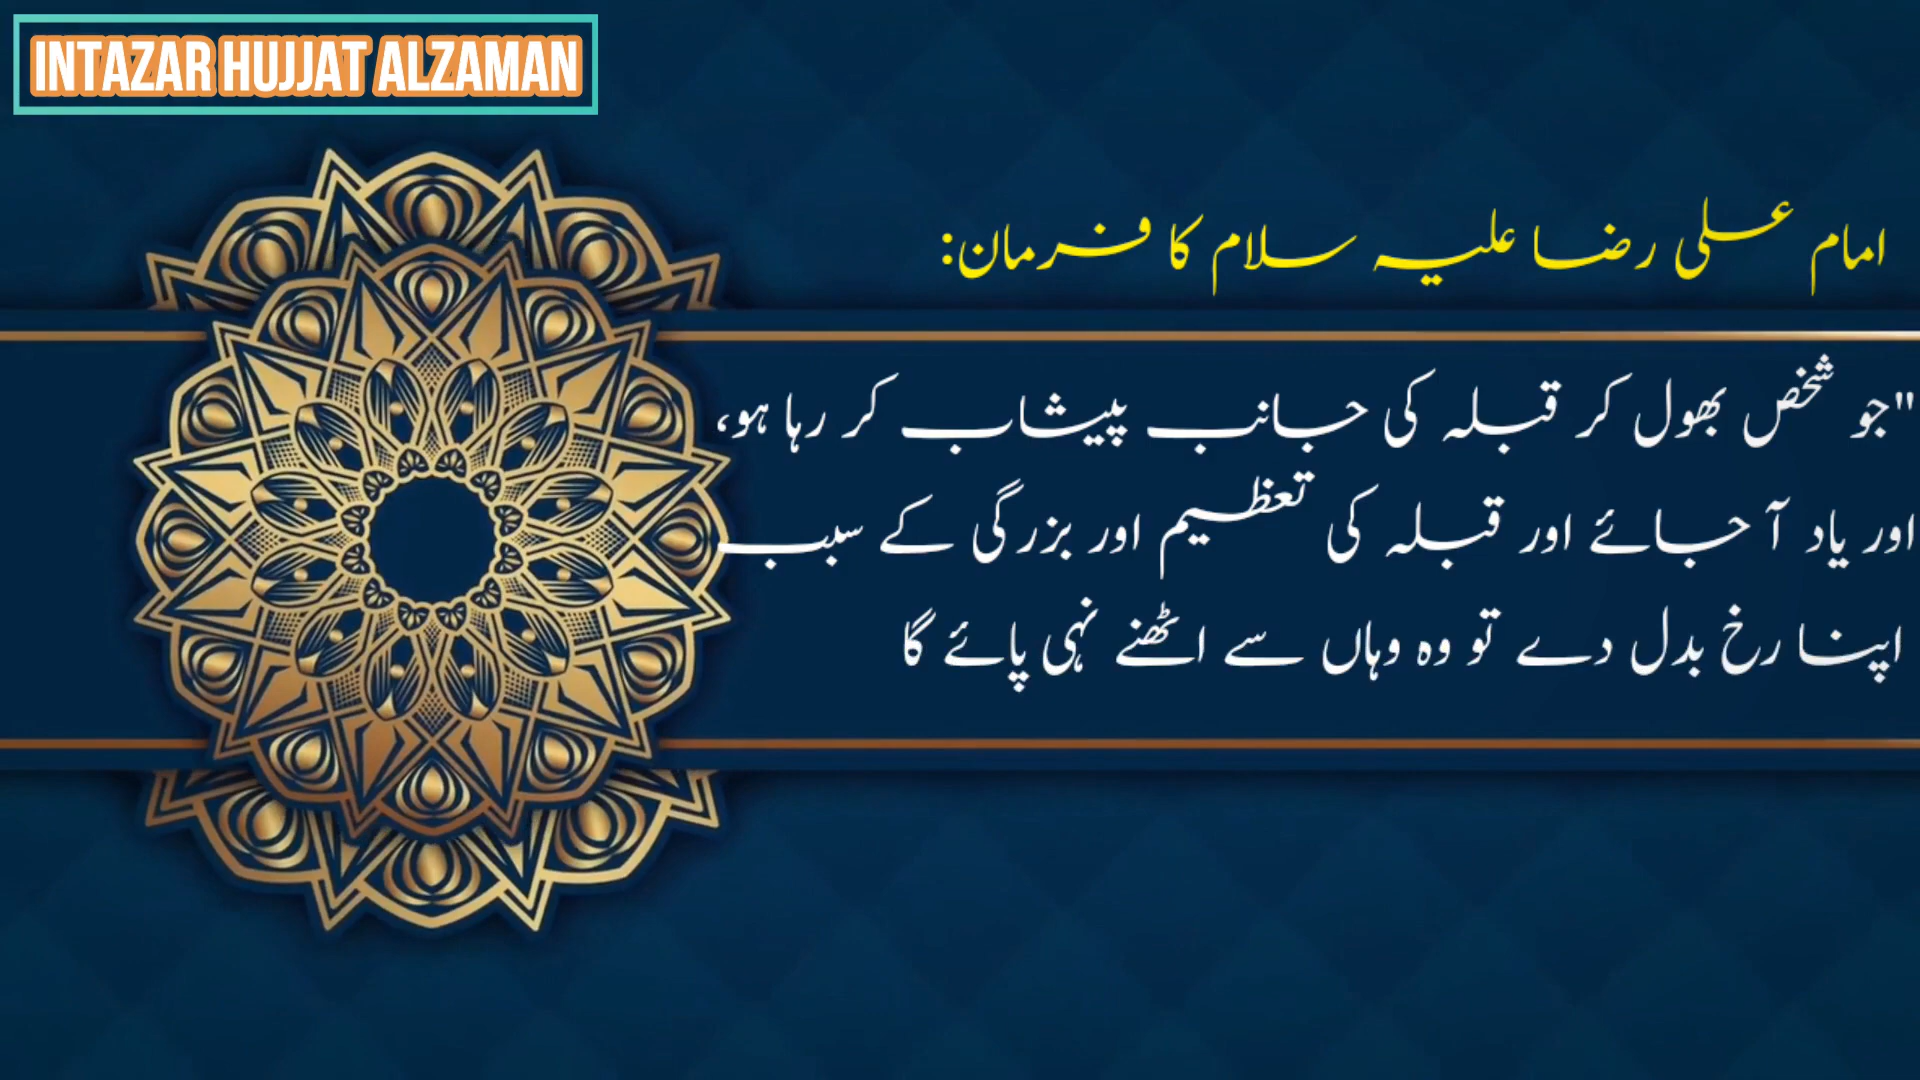 INTAZAR HUJJAT ALZAMAN
امام علی رضا علیہ سلام کا فرمان:
"جو شخص بھول کر قبلہ کی جانب پیشاب کر رہا ہو،
اور یاد آ جائے اور قبلہ کی تعظیم اور بزرگی کے سبب
اپنا رخ بدل دے تو وہ وہاں سے اٹھنے نہی پائے گا